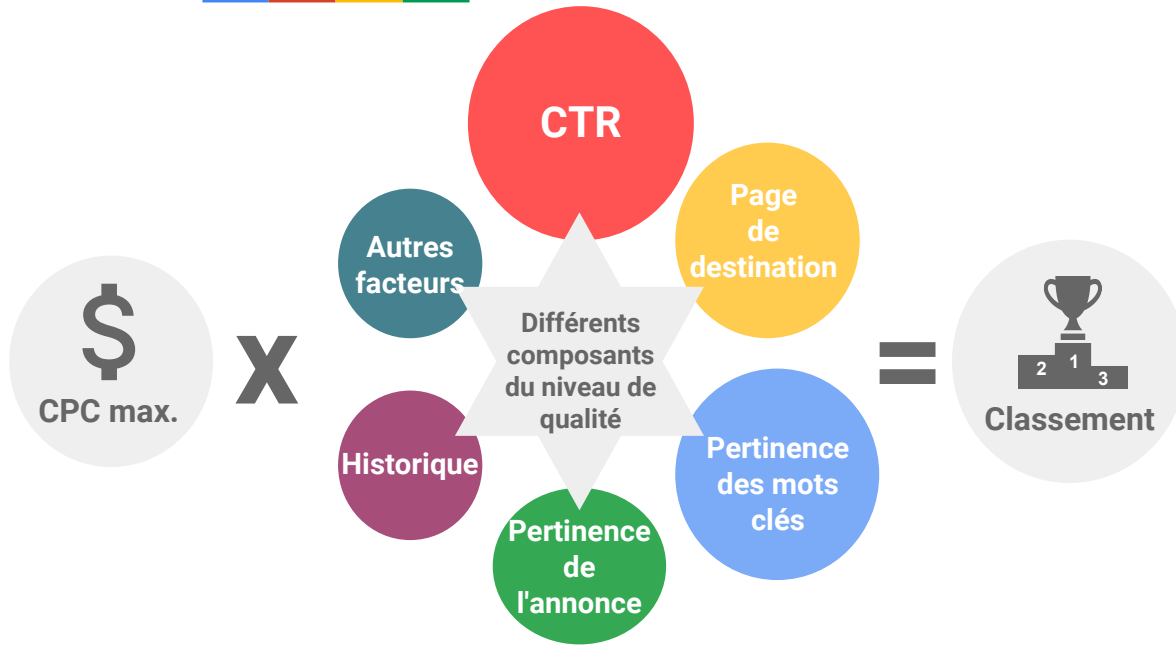 CTR
Page
de
destination
Autres
facteurs
Différents
composants
du niveau de
qualité
$
CPC max.
X
=
2
1
3
Classement
Historique
Pertinence
des mots
clés
Pertinence
de
l'annonce